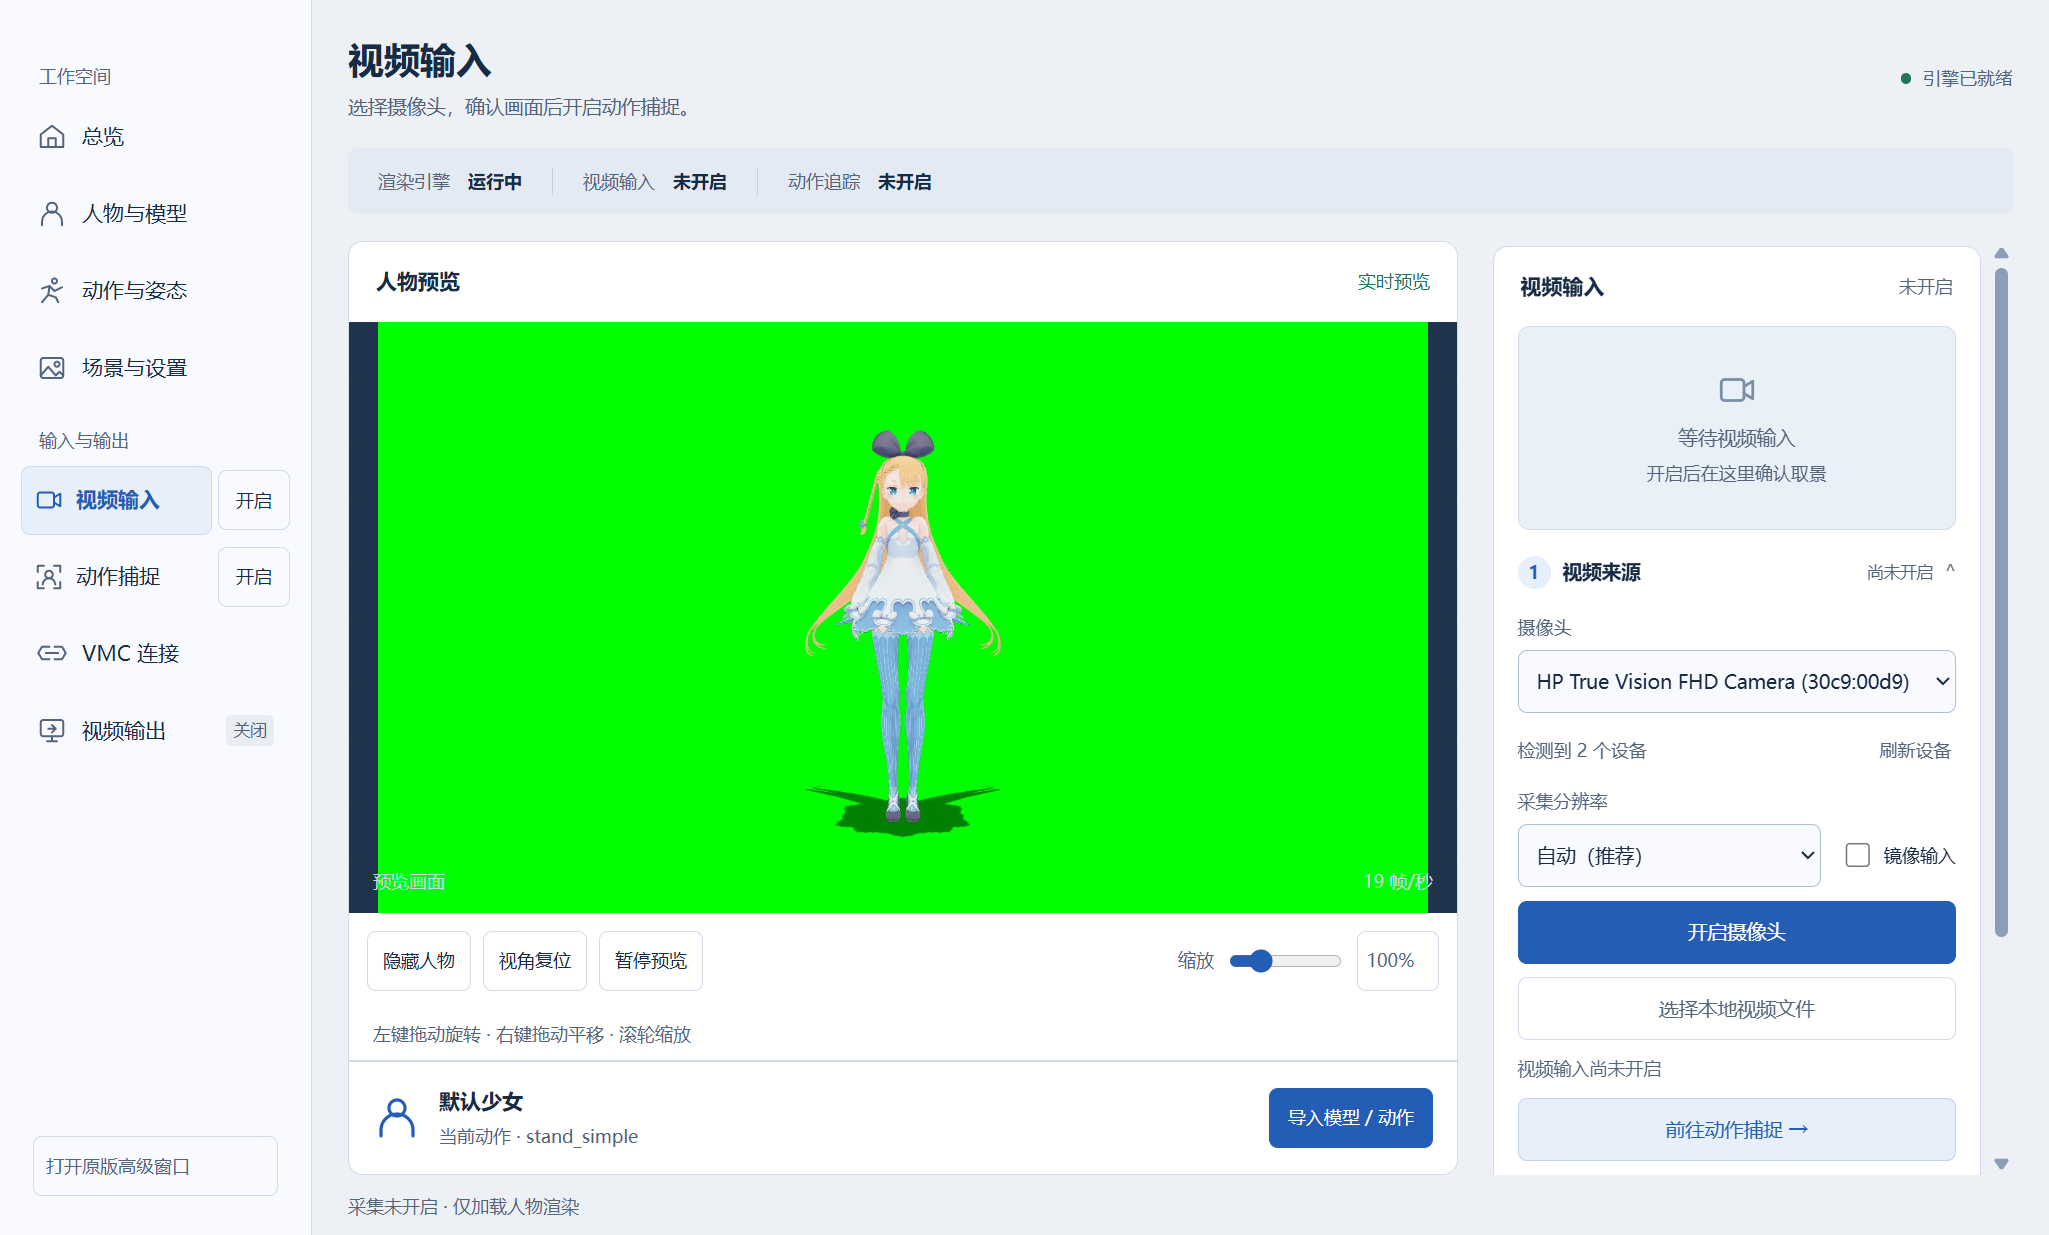 工作空间
总览
人物与模型
动作与姿态
场景与设置
输入与输出
视频输入 开启
动作捕捉 开启
VMC 连接
视频输出 关闭
打开原版高级窗口
视频输入
选择摄像头，确认画面后开启动作捕捉。
引擎已就绪
渲染引擎 运行中 视频输入 未开启 动作追踪 未开启
人物预览 实时预览
预览画面 19 帧/秒
隐藏人物 视角复位 暂停预览 缩放 100%
左键拖动旋转 · 右键拖动平移 · 滚轮缩放
默认少女
当前动作 · stand_simple
导入模型 / 动作
采集未开启 · 仅加载人物渲染
视频输入 未开启
等待视频输入
开启后在这里确认取景
1 视频来源 尚未开启 ^
摄像头
HP True Vision FHD Camera (30c9:00d9)
检测到 2 个设备 刷新设备
采集分辨率
自动（推荐） 镜像输入
开启摄像头
选择本地视频文件
视频输入尚未开启
前往动作捕捉 →